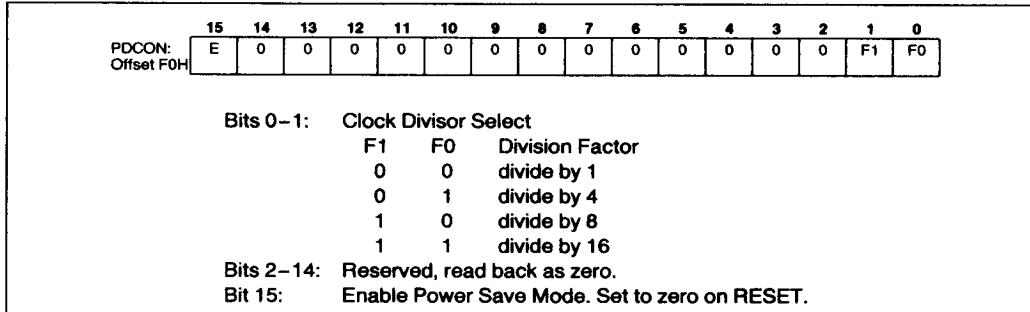 15 14 13 12 11 10 9 8 7 6 5 4 3 2 1 0
PDCON: E 0 0 0 0 0 0 0 0 0 0 0 0 0 F1 F0
Offset F0H
Bits 0–1: Clock Divisor Select
F1 F0 Division Factor
0 0 divide by 1
0 1 divide by 4
1 0 divide by 8
1 1 divide by 16
Bits 2–14: Reserved, read back as zero.
Bit 15: Enable Power Save Mode. Set to zero on RESET.